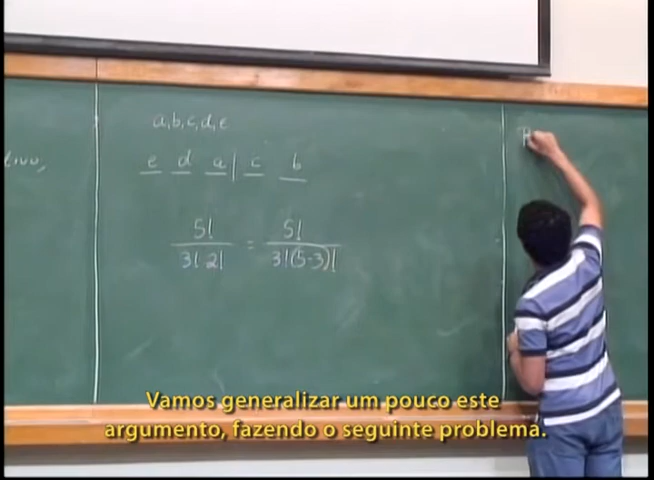 a,b,c,d,e
e d a | c b
5! / 3! 2! = 5! / 3!(5-3)!
Vamos generalizar um pouco este
argumento, fazendo o seguinte problema.